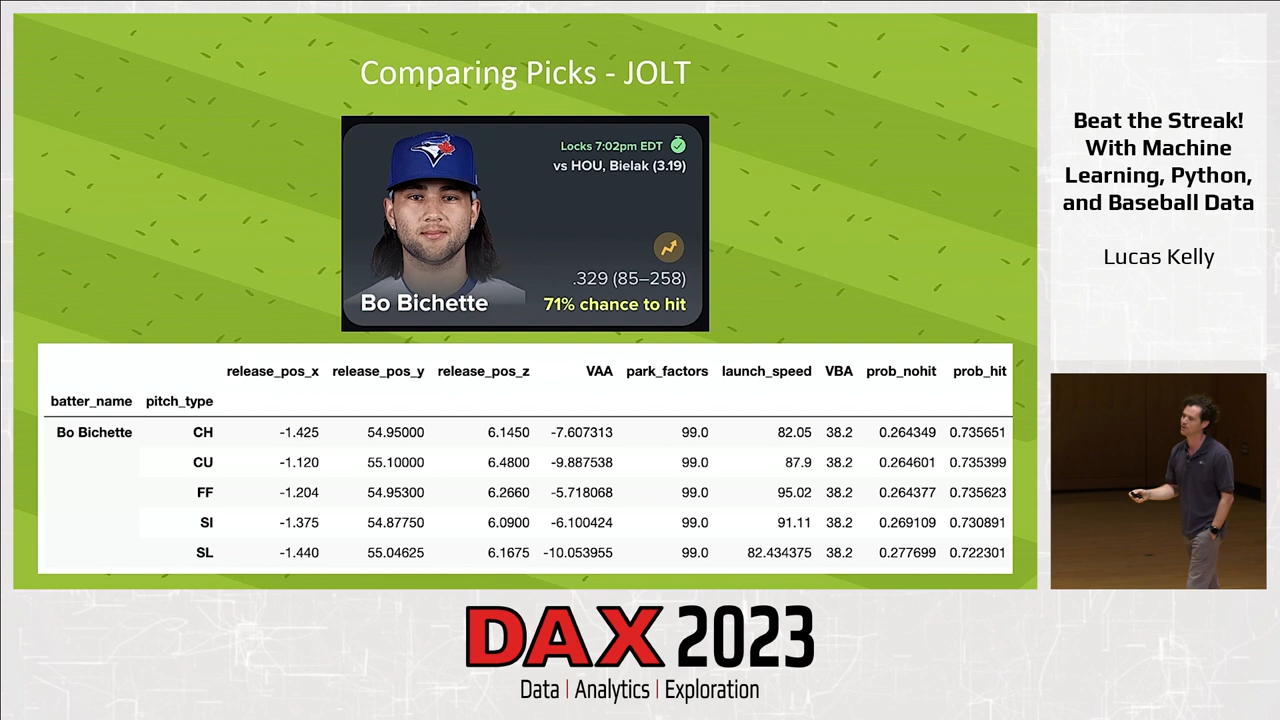 Comparing Picks - JOLT
Locks 7:02pm EDT
vs HOU, Bielak (3.19)
.329 (85–258)
Bo Bichette
71% chance to hit
release_pos_x release_pos_y release_pos_z VAA park_factors launch_speed VBA prob_nohit prob_hit
batter_name pitch_type
Bo Bichette CH -1.425 54.95000 6.1450 -7.607313 99.0 82.05 38.2 0.264349 0.735651
CU -1.120 55.10000 6.4800 -9.887538 99.0 87.9 38.2 0.264601 0.735399
FF -1.204 54.95300 6.2660 -5.718068 99.0 95.02 38.2 0.264377 0.735623
SI -1.375 54.87750 6.0900 -6.100424 99.0 91.11 38.2 0.269109 0.730891
SL -1.440 55.04625 6.1675 -10.053955 99.0 82.434375 38.2 0.277699 0.722301
Beat the Streak!
With Machine
Learning, Python,
and Baseball Data
Lucas Kelly
DAX 2023
Data | Analytics | Exploration